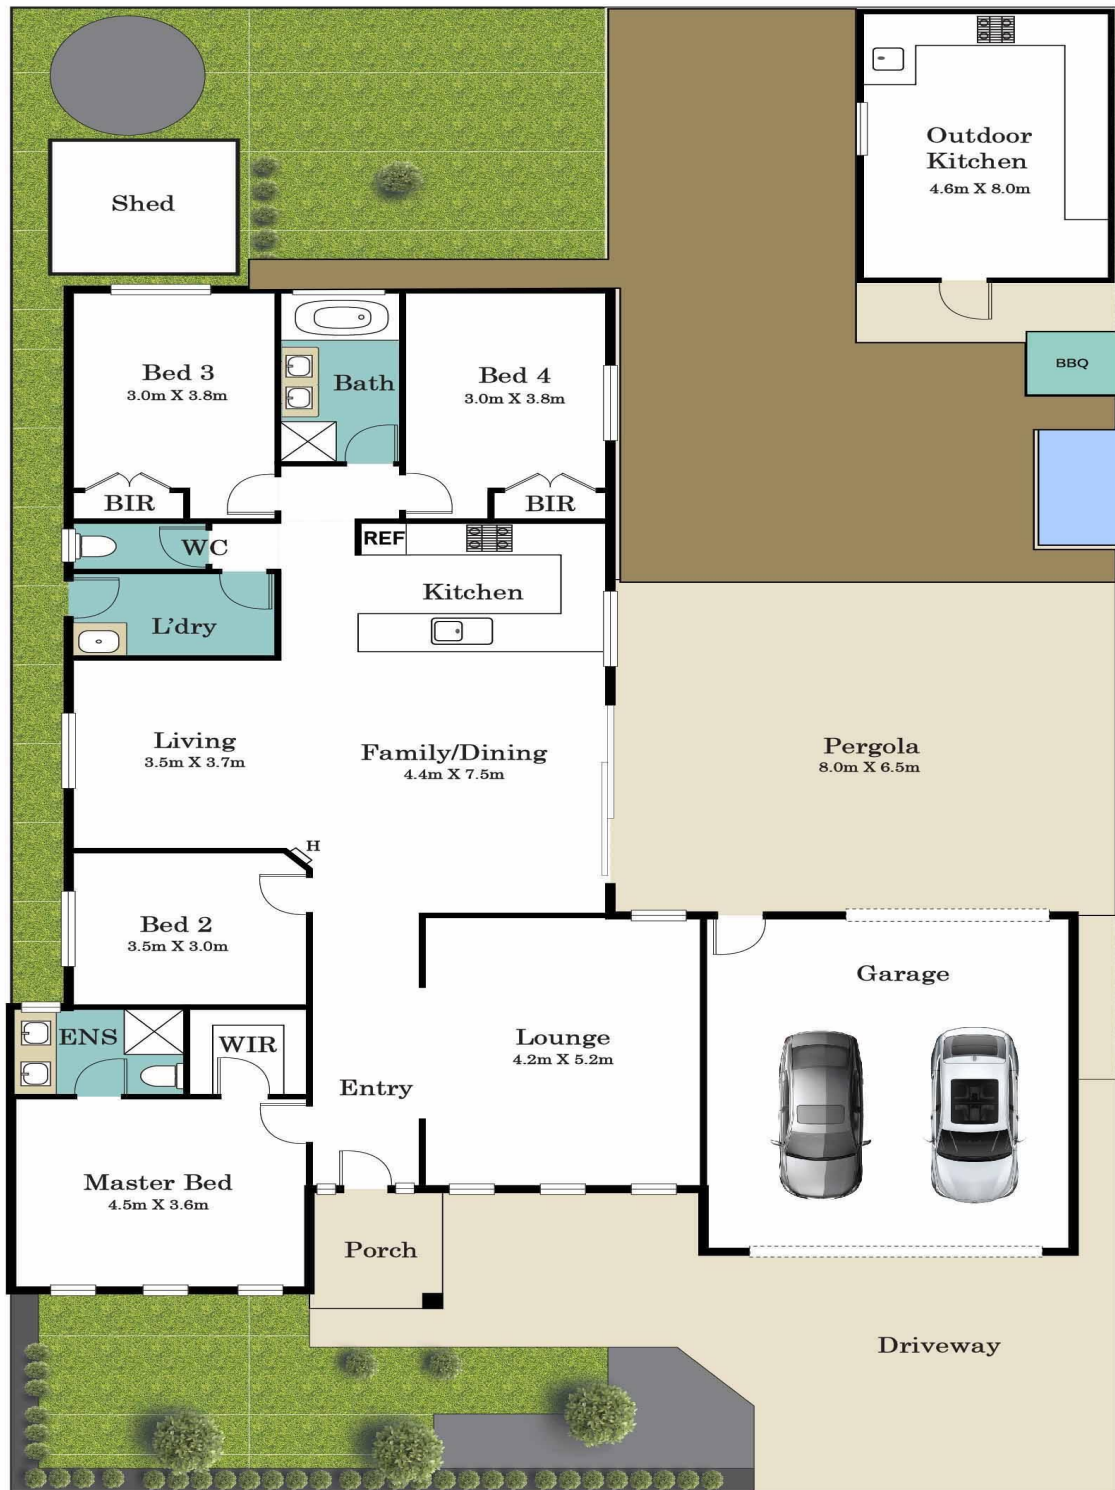 Outdoor
Kitchen
4.6m X 8.0m
Shed
BBQ
Bed 3
3.0m X 3.8m
Bath
Bed 4
3.0m X 3.8m
BIR
BIR
WC
REF
Kitchen
L'dry
Living
3.5m X 3.7m
Family/Dining
4.4m X 7.5m
Pergola
8.0m X 6.5m
H
Bed 2
3.5m X 3.0m
Garage
ENS
WIR
Lounge
4.2m X 5.2m
Entry
Master Bed
4.5m X 3.6m
Porch
Driveway